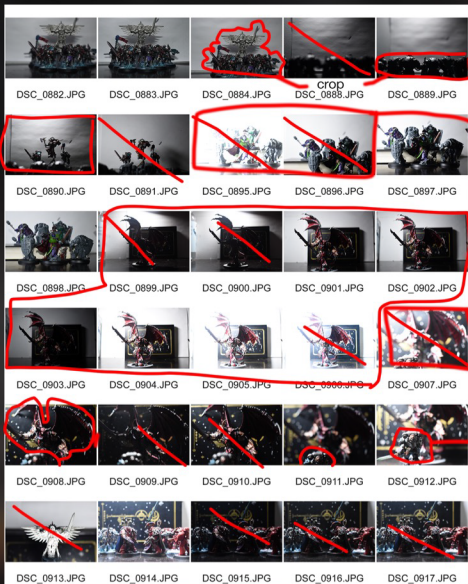 crop
DSC_0882.JPG DSC_0883.JPG DSC_0884.JPG DSC_0888.JPG DSC_0889.JPG
DSC_0890.JPG DSC_0891.JPG DSC_0895.JPG DSC_0896.JPG DSC_0897.JPG
DSC_0898.JPG DSC_0899.JPG DSC_0900.JPG DSC_0901.JPG DSC_0902.JPG
DSC_0903.JPG DSC_0904.JPG DSC_0905.JPG DSC_0906.JPG DSC_0907.JPG
DSC_0908.JPG DSC_0909.JPG DSC_0910.JPG DSC_0911.JPG DSC_0912.JPG
DSC_0913.JPG DSC_0914.JPG DSC_0915.JPG DSC_0916.JPG DSC_0917.JPG